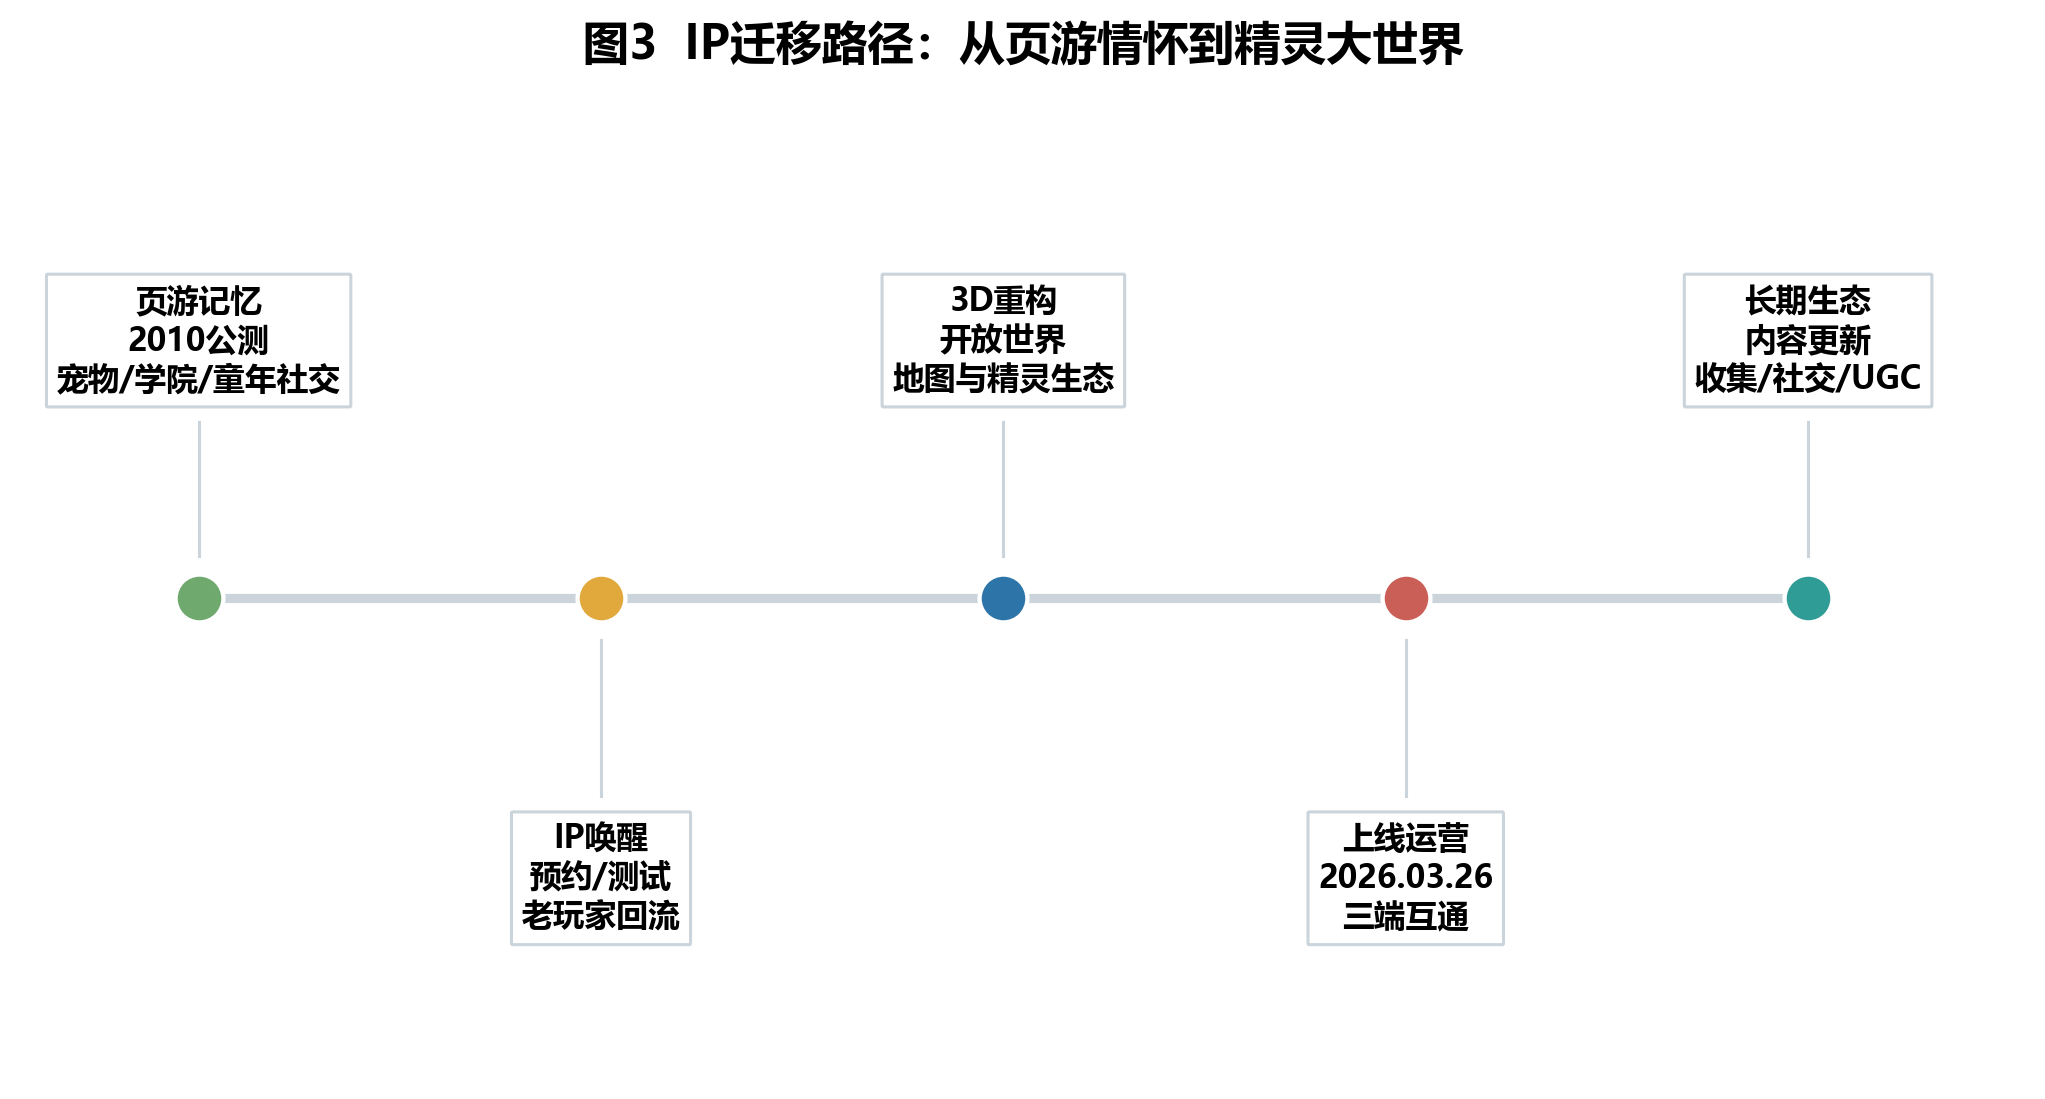 图3 IP迁移路径：从页游情怀到精灵大世界
页游记忆
2010公测
宠物/学院/童年社交
IP唤醒
预约/测试
老玩家回流
3D重构
开放世界
地图与精灵生态
上线运营
2026.03.26
三端互通
长期生态
内容更新
收集/社交/UGC